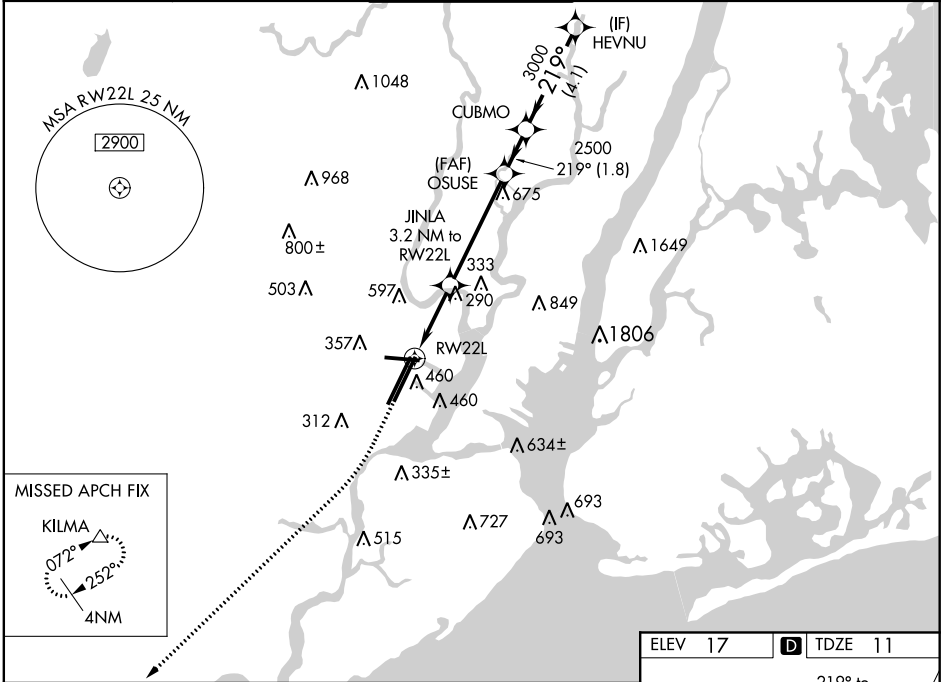 (IF)
HEVNU
3000
219°
(4.1)
1048
MSA RW22L 25 NM
2900
CUBMO
2500
219° (1.8)
(FAF)
OSUSE
968
675
JINLA
3.2 NM to
RW22L
800±
1649
333
503
597
290
849
1806
357
RW22L
460
460
312
634±
335±
MISSED APCH FIX
KILMA
072°
252°
4NM
515
727
693
693
ELEV 17
D
TDZE 11
219° to